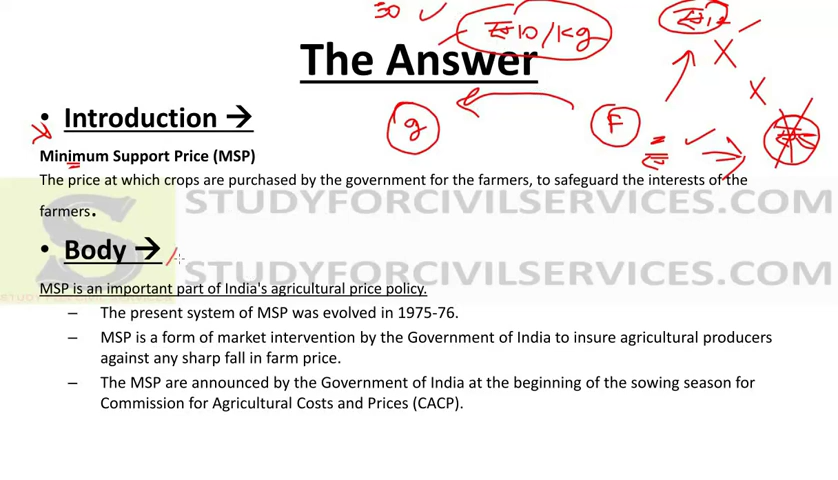 30
₹10/kg
The Answer
• Introduction →
g
F
Minimum Support Price (MSP)
The price at which crops are purchased by the government for the farmers, to safeguard the interests of the
farmers.
STUDYFORCIVILSERVICES.COM
• Body →
STUDYFORCIVILSERVICES.COM
MSP is an important part of India's agricultural price policy.
– The present system of MSP was evolved in 1975-76.
– MSP is a form of market intervention by the Government of India to insure agricultural producers
against any sharp fall in farm price.
– The MSP are announced by the Government of India at the beginning of the sowing season for
Commission for Agricultural Costs and Prices (CACP).